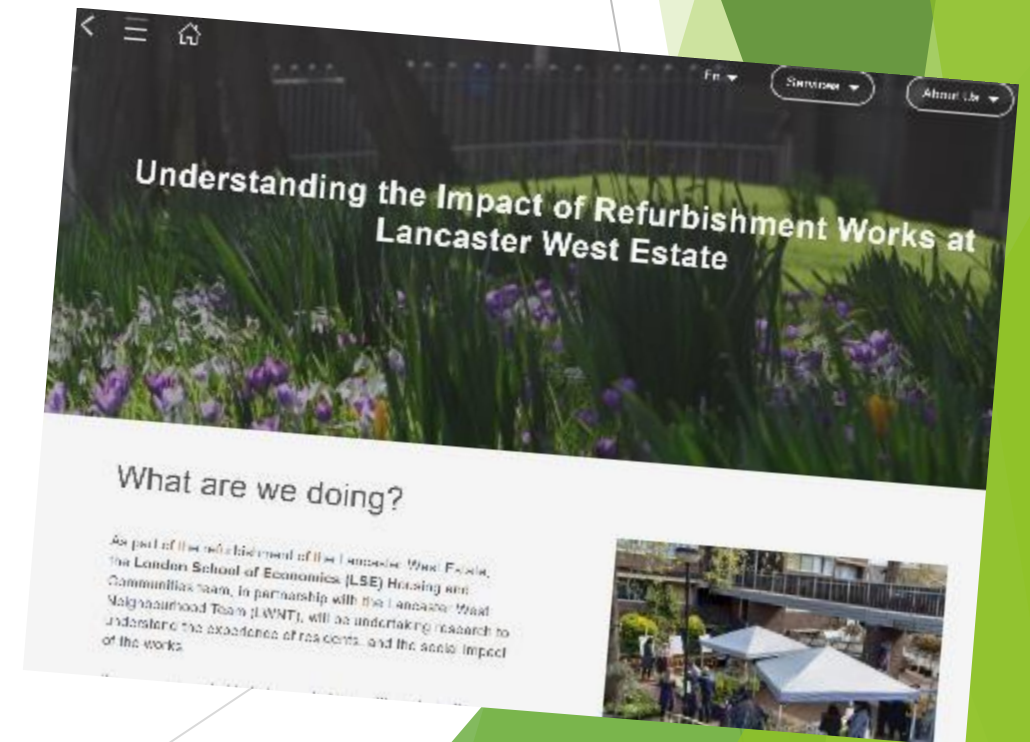 En
Services
About Us
Understanding the Impact of Refurbishment Works at
Lancaster West Estate
What are we doing?
As part of the refurbishment of the Lancaster West Estate,
the London School of Economics (LSE) Housing and
Communities team, in partnership with the Lancaster West
Neighbourhood Team (LWNT), will be undertaking research to
understand the experience of residents, and the social impact
of the works.